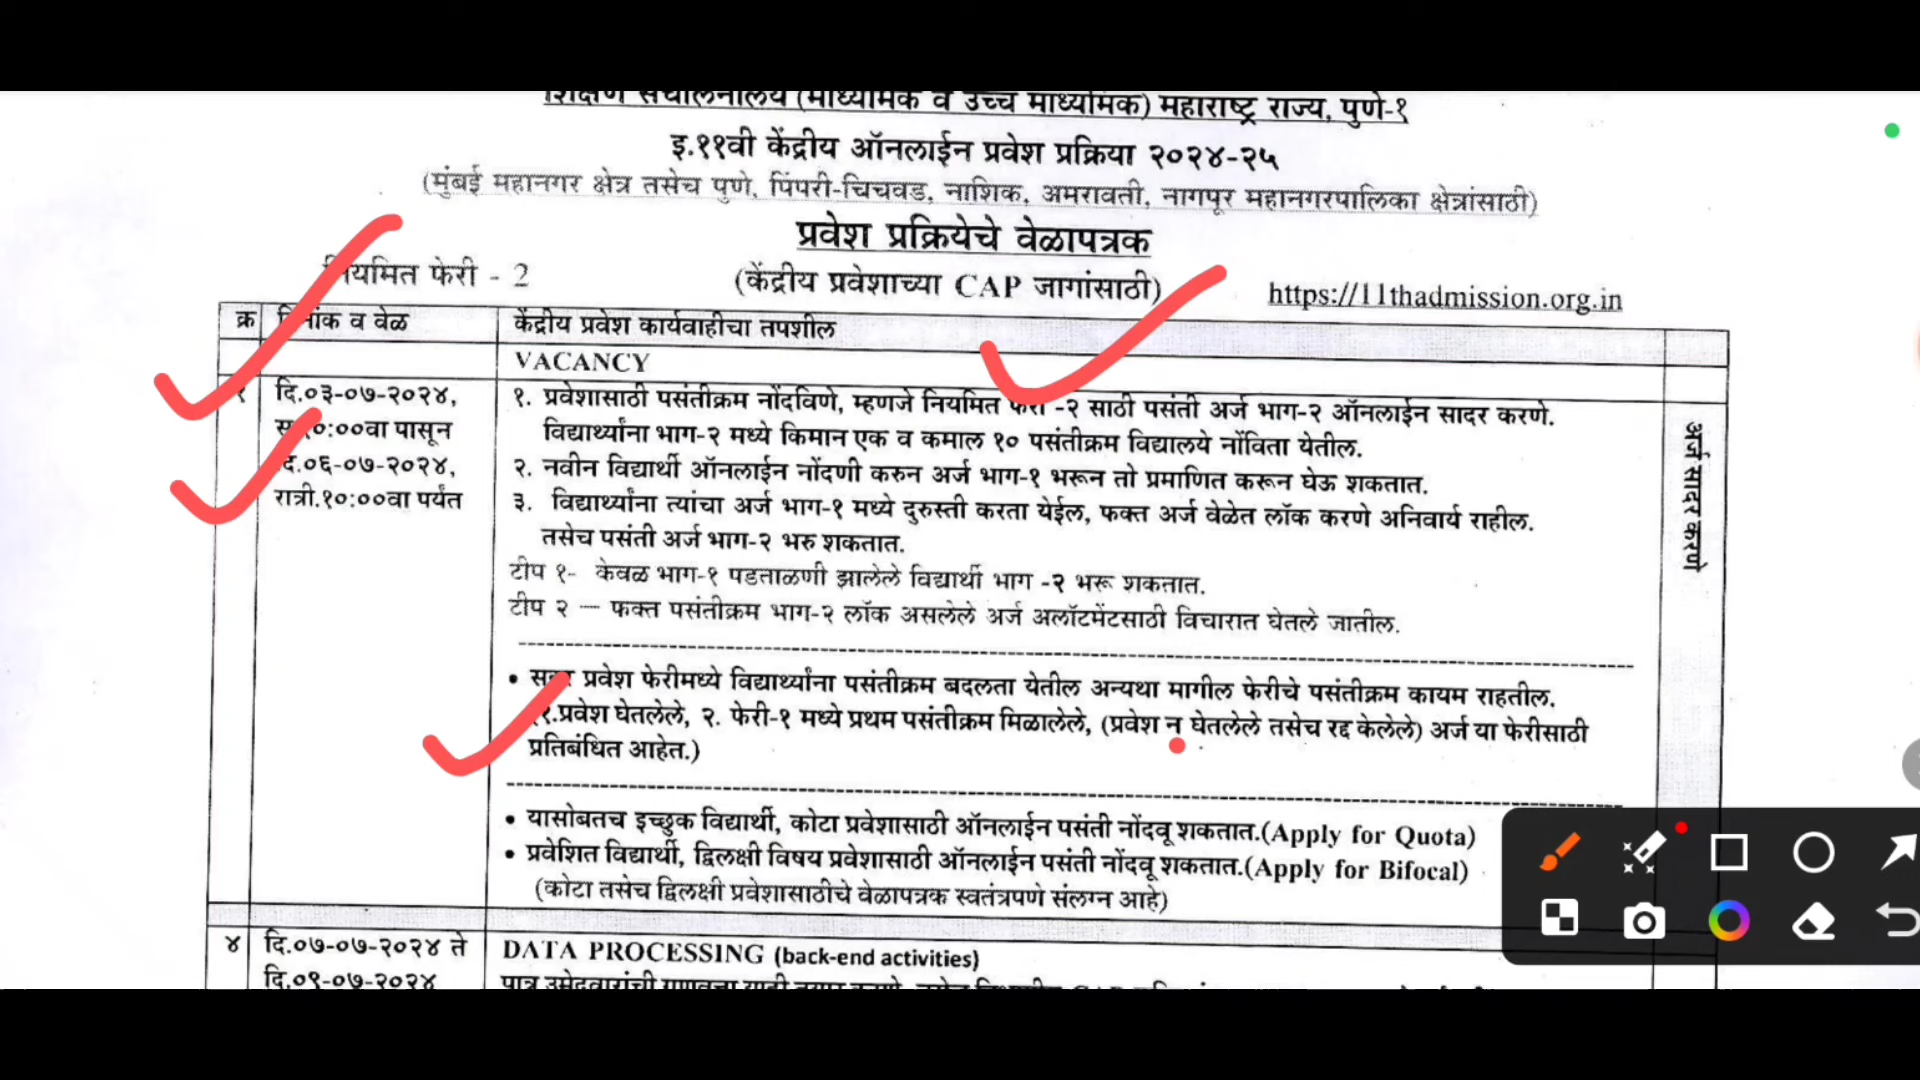 शिक्षण संचालनालय (माध्यमिक व उच्च माध्यमिक) महाराष्ट्र राज्य, पुणे-१
इ.११वी केंद्रीय ऑनलाईन प्रवेश प्रक्रिया २०२४-२५
(मुंबई महानगर क्षेत्र तसेच पुणे, पिंपरी-चिचवड, नाशिक, अमरावती, नागपूर महानगरपालिका क्षेत्रांसाठी)
प्रवेश प्रक्रियेचे वेळापत्रक
नियमित फेरी - 2
(केंद्रीय प्रवेशाच्या CAP जागांसाठी)
https://11thadmission.org.in
क्र दिनांक व वेळ केंद्रीय प्रवेश कार्यवाहीचा तपशील
VACANCY
१ दि.०३-०७-२०२४,
स.१०:००वा पासून
दि.०६-०७-२०२४,
रात्री.१०:००वा पर्यंत
१. प्रवेशासाठी पसंतीक्रम नोंदविणे, म्हणजे नियमित फेरी -२ साठी पसंती अर्ज भाग-२ ऑनलाईन सादर करणे.
विद्यार्थ्यांना भाग-२ मध्ये किमान एक व कमाल १० पसंतीक्रम विद्यालये नोंविता येतील.
२. नवीन विद्यार्थी ऑनलाईन नोंदणी करुन अर्ज भाग-१ भरून तो प्रमाणित करून घेऊ शकतात.
३. विद्यार्थ्यांना त्यांचा अर्ज भाग-१ मध्ये दुरुस्ती करता येईल, फक्त अर्ज वेळेत लॉक करणे अनिवार्य राहील.
तसेच पसंती अर्ज भाग-२ भरु शकतात.
टीप १- केवळ भाग-१ पडताळणी झालेले विद्यार्थी भाग -२ भरू शकतात.
टीप २ – फक्त पसंतीक्रम भाग-२ लॉक असलेले अर्ज अलॉटमेंटसाठी विचारात घेतले जातील.
• सदर प्रवेश फेरीमध्ये विद्यार्थ्यांना पसंतीक्रम बदलता येतील अन्यथा मागील फेरीचे पसंतीक्रम कायम राहतील.
(१.प्रवेश घेतलेले, २. फेरी-१ मध्ये प्रथम पसंतीक्रम मिळालेले, (प्रवेश न घेतलेले तसेच रद्द केलेले) अर्ज या फेरीसाठी
प्रतिबंधित आहेत.)
• यासोबतच इच्छुक विद्यार्थी, कोटा प्रवेशासाठी ऑनलाईन पसंती नोंदवू शकतात.(Apply for Quota)
• प्रवेशित विद्यार्थी, द्विलक्षी विषय प्रवेशासाठी ऑनलाईन पसंती नोंदवू शकतात.(Apply for Bifocal)
(कोटा तसेच द्विलक्षी प्रवेशासाठीचे वेळापत्रक स्वतंत्रपणे संलग्न आहे)
अर्ज सादर करणे
४ दि.०७-०७-२०२४ ते
दि.०९-०७-२०२४
DATA PROCESSING (back-end activities)